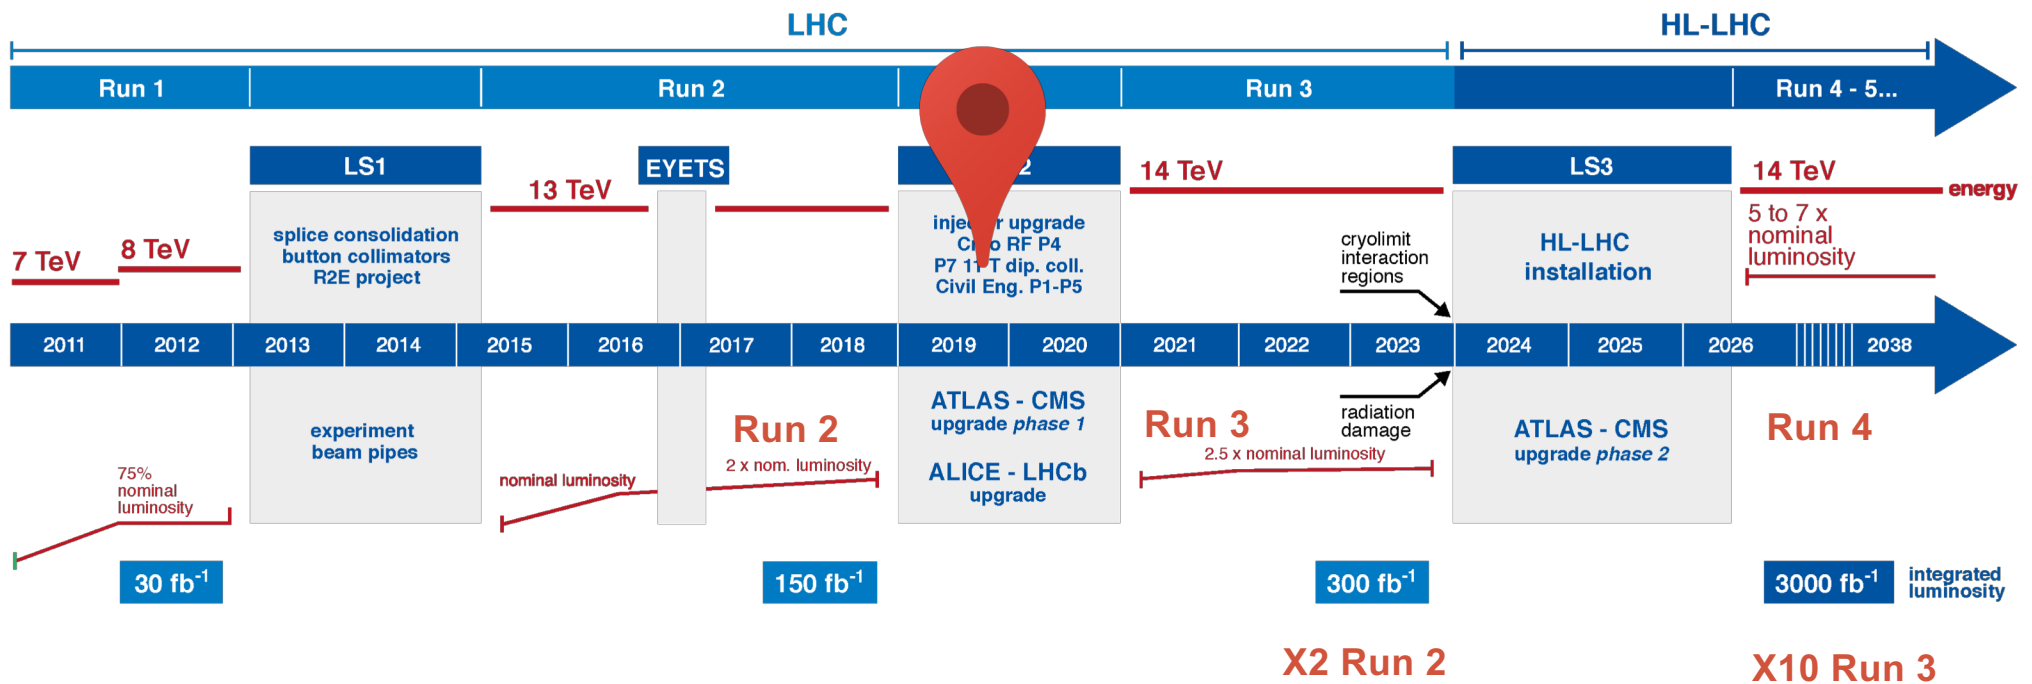 LHC
HL-LHC
Run 1
Run 2
Run 3
Run 4 - 5...
LS1
EYETS
2
LS3
13 TeV
14 TeV
14 TeV
energy
7 TeV
8 TeV
splice consolidation
button collimators
R2E project
upgrade
RF P4
P7 11 T dip. coll.
Civil Eng. P1-P5
cryolimit
interaction
regions
HL-LHC
installation
5 to 7 x
nominal
luminosity
2011
2012
2013
2014
2015
2016
2017
2018
2019
2020
2021
2022
2023
2024
2025
2026
2038
experiment
beam pipes
75%
nominal
luminosity
nominal luminosity
Run 2
2 x nom. luminosity
ATLAS - CMS
upgrade phase 1
ALICE - LHCb
upgrade
Run 3
2.5 x nominal luminosity
radiation
damage
ATLAS - CMS
upgrade phase 2
Run 4
30 fb⁻¹
150 fb⁻¹
300 fb⁻¹
3000 fb⁻¹
integrated
luminosity
X2 Run 2
X10 Run 3